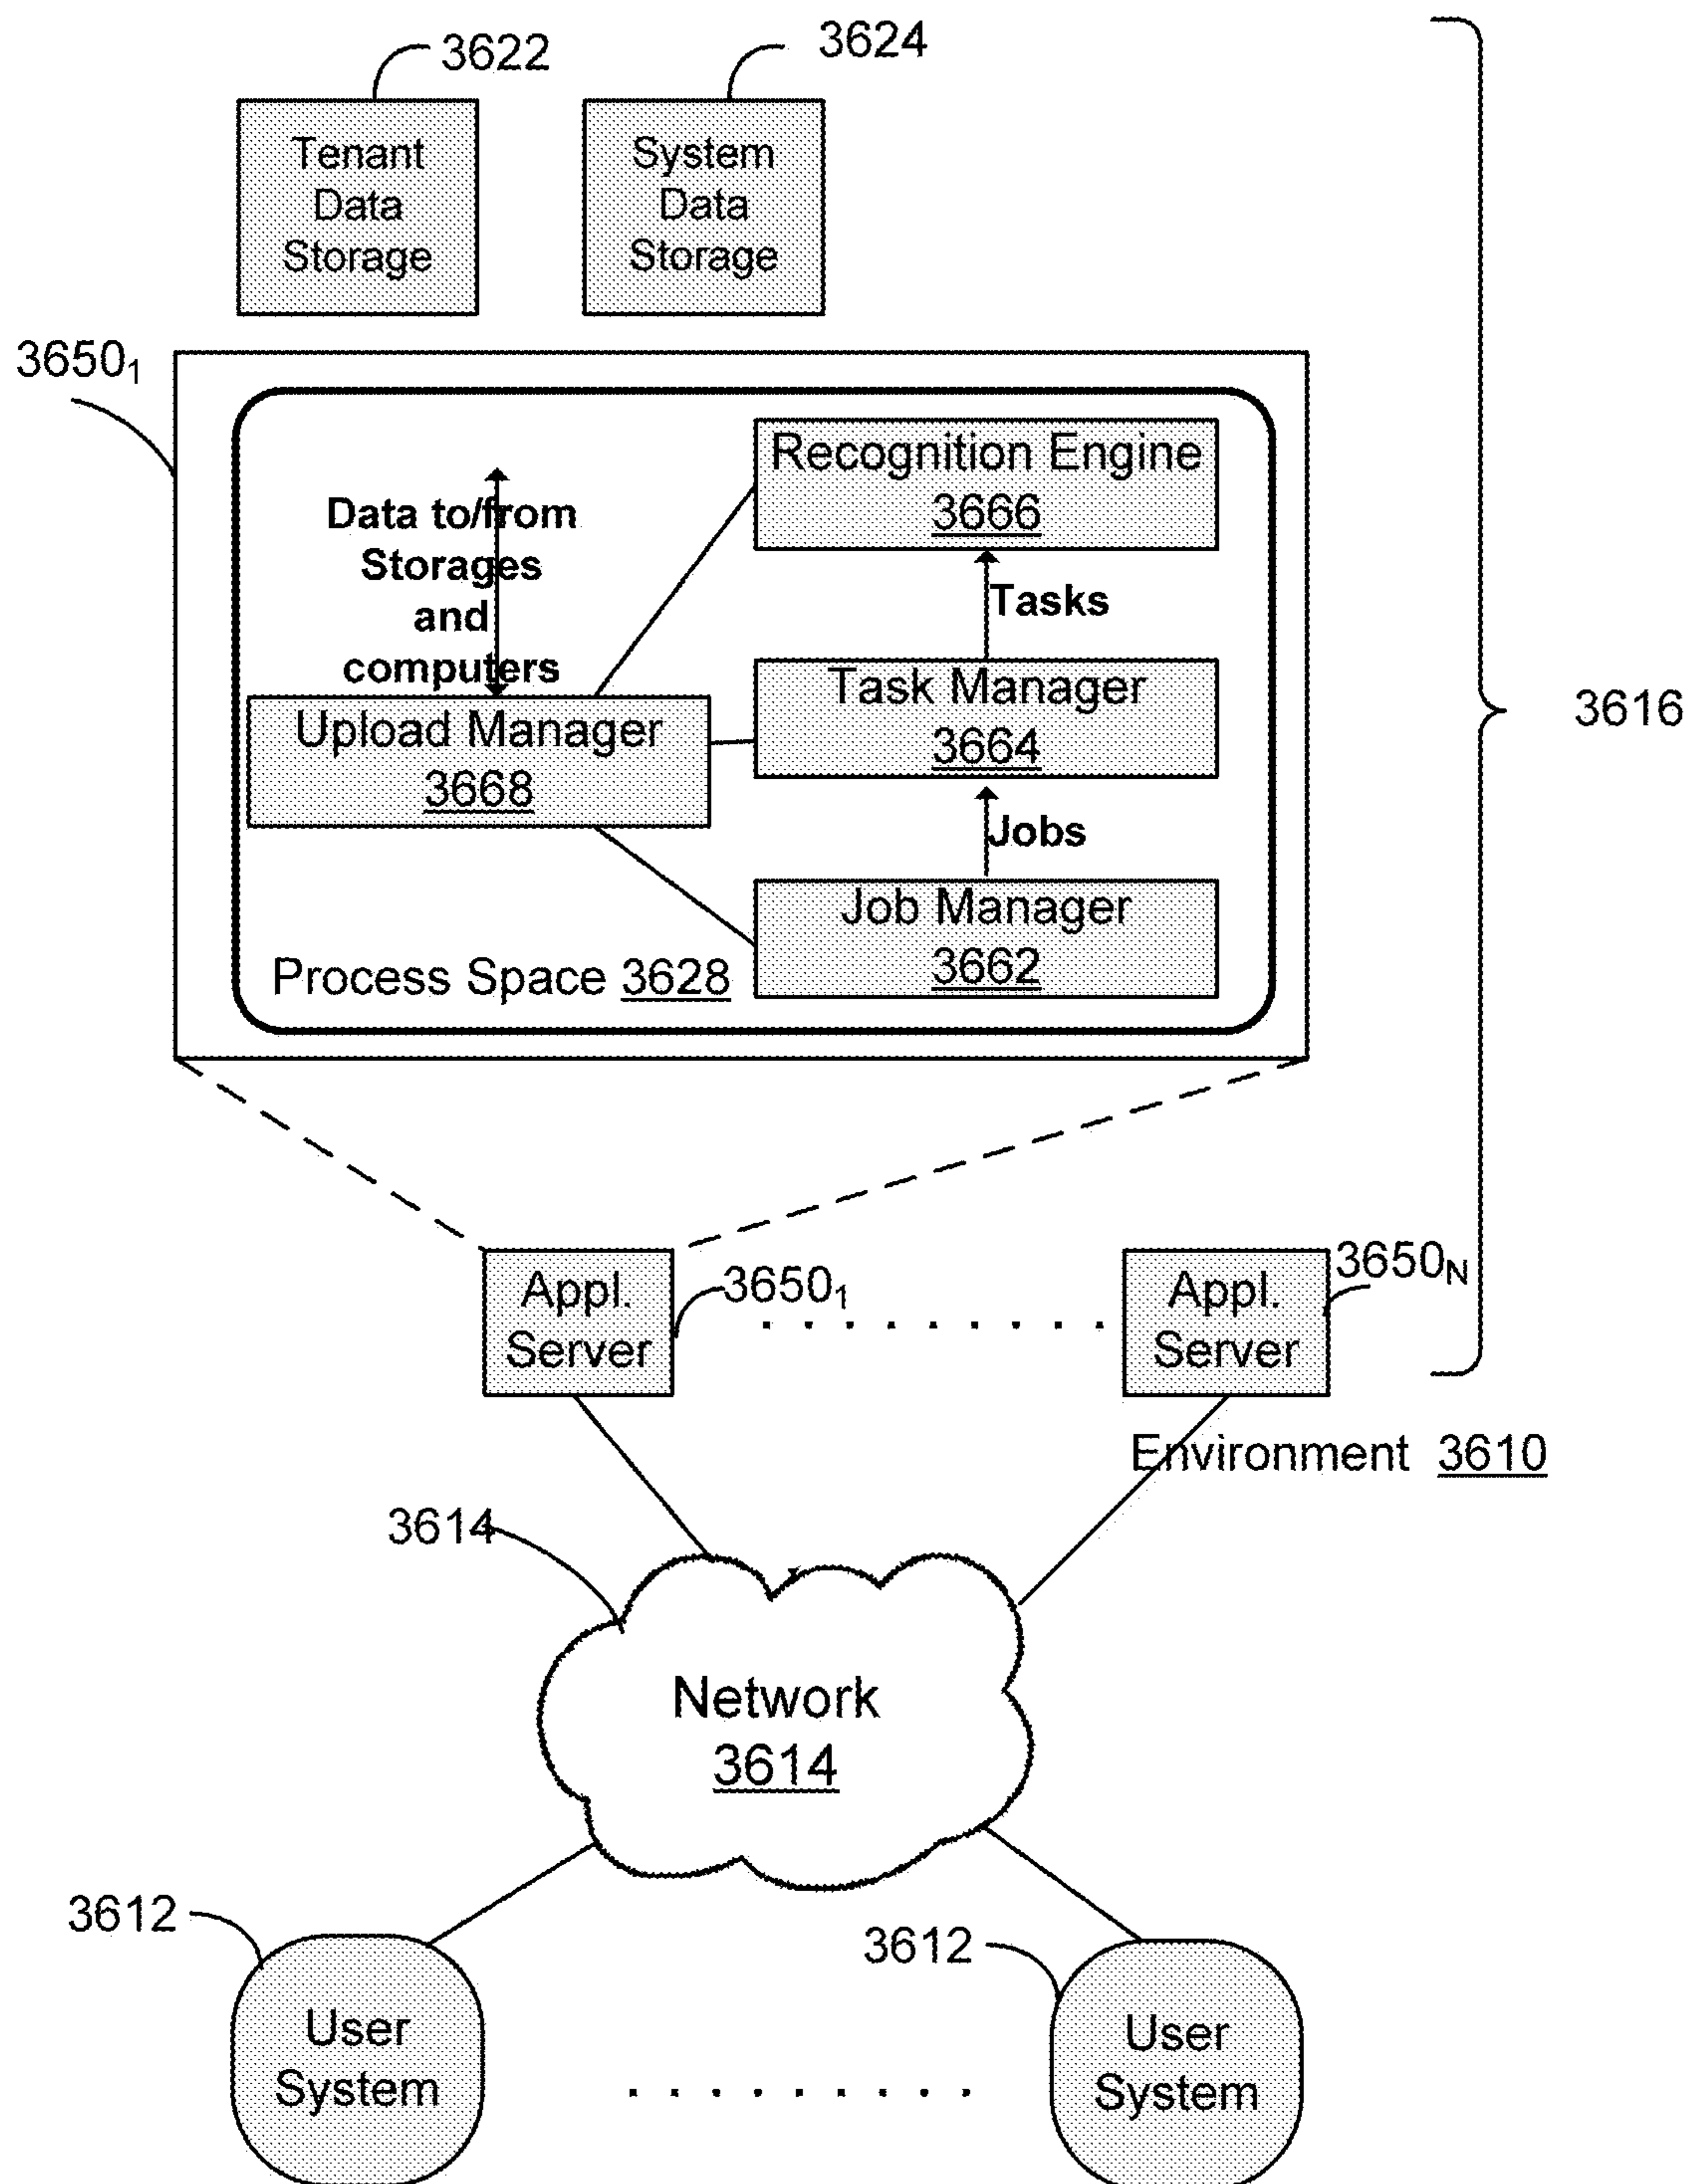 3622
3624
Tenant
Data
Storage
System
Data
Storage
3650₁
Recognition Engine
3666
Data to/from
Storages
and
computers
Tasks
Upload Manager
3668
Task Manager
3664
3616
Jobs
Job Manager
3662
Process Space 3628
Appl.
Server
3650₁
Appl.
Server
3650N
Environment 3610
3614
Network
3614
3612
3612
User
System
User
System